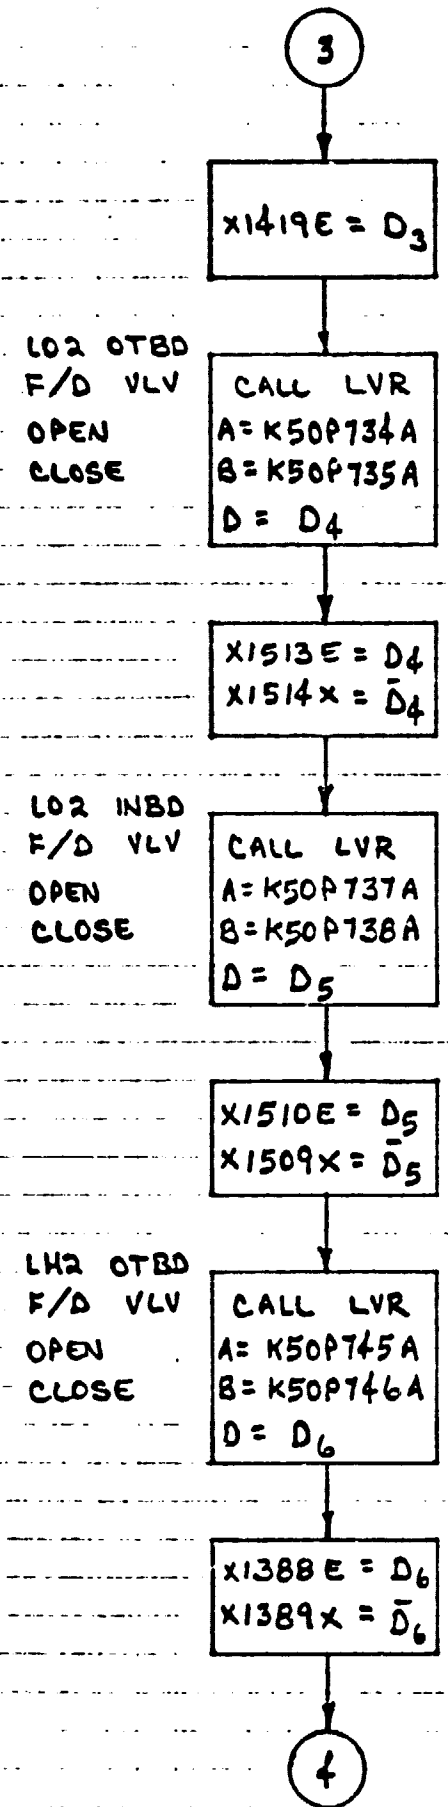 3
X1419E = D3
LO2 OTBD
F/D VLV
OPEN
CLOSE
CALL LVR
A=K50P734A
B=K50P735A
D = D4
X1513E = D4
X1514X = D̄4
LO2 INBD
F/D VLV
OPEN
CLOSE
CALL LVR
A=K50P737A
B=K50P738A
D = D5
X1510E = D5
X1509X = D̄5
LH2 OTBD
F/D VLV
OPEN
CLOSE
CALL LVR
A=K50P745A
B=K50P746A
D = D6
X1388E = D6
X1389X = D̄6
4